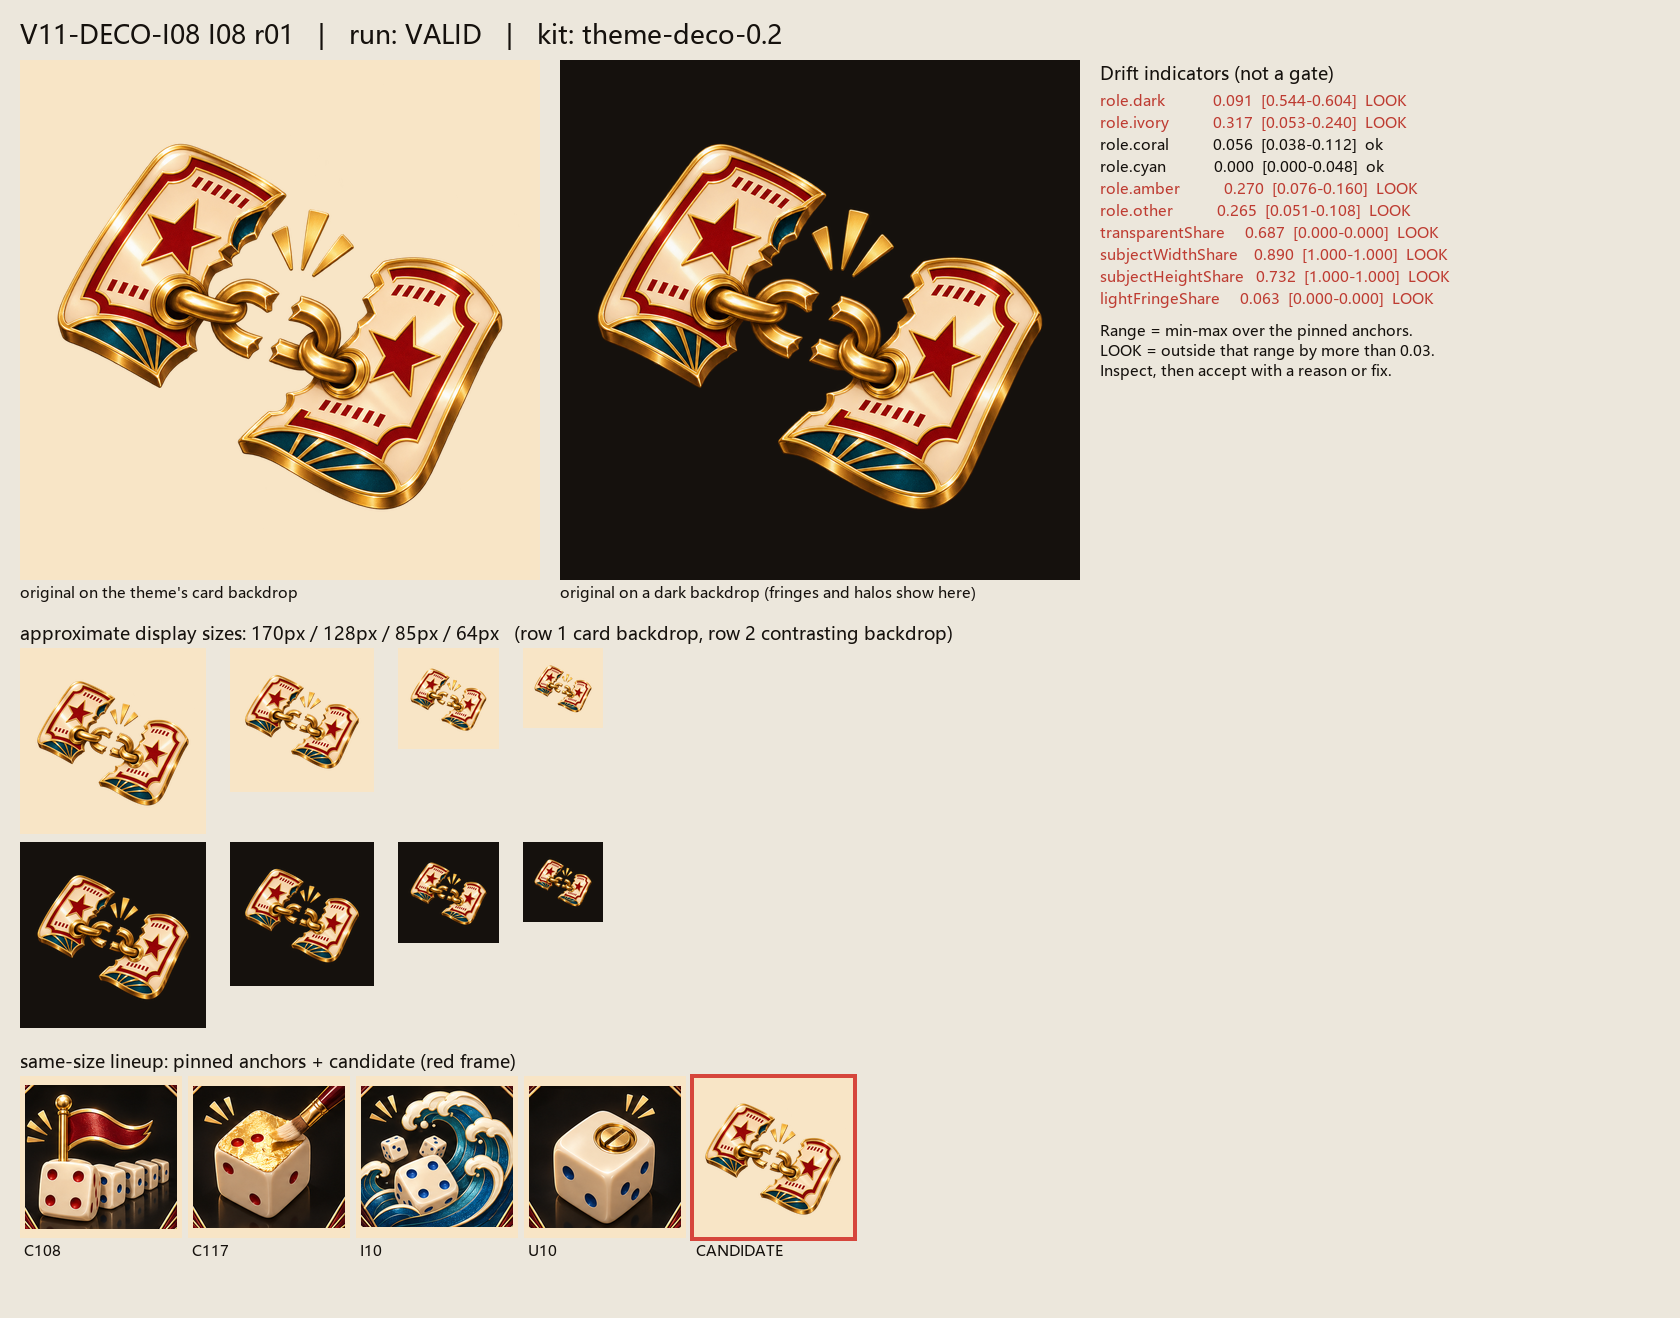 V11-DECO-I08 I08 r01   |   run: VALID   |   kit: theme-deco-0.2
Drift indicators (not a gate)
role.dark 0.091 [0.544-0.604] LOOK
role.ivory 0.317 [0.053-0.240] LOOK
role.coral 0.056 [0.038-0.112] ok
role.cyan 0.000 [0.000-0.048] ok
role.amber 0.270 [0.076-0.160] LOOK
role.other 0.265 [0.051-0.108] LOOK
transparentShare 0.687 [0.000-0.000] LOOK
subjectWidthShare 0.890 [1.000-1.000] LOOK
subjectHeightShare 0.732 [1.000-1.000] LOOK
lightFringeShare 0.063 [0.000-0.000] LOOK
Range = min-max over the pinned anchors.
LOOK = outside that range by more than 0.03.
Inspect, then accept with a reason or fix.
original on the theme's card backdrop
original on a dark backdrop (fringes and halos show here)
approximate display sizes: 170px / 128px / 85px / 64px   (row 1 card backdrop, row 2 contrasting backdrop)
same-size lineup: pinned anchors + candidate (red frame)
C108
C117
I10
U10
CANDIDATE